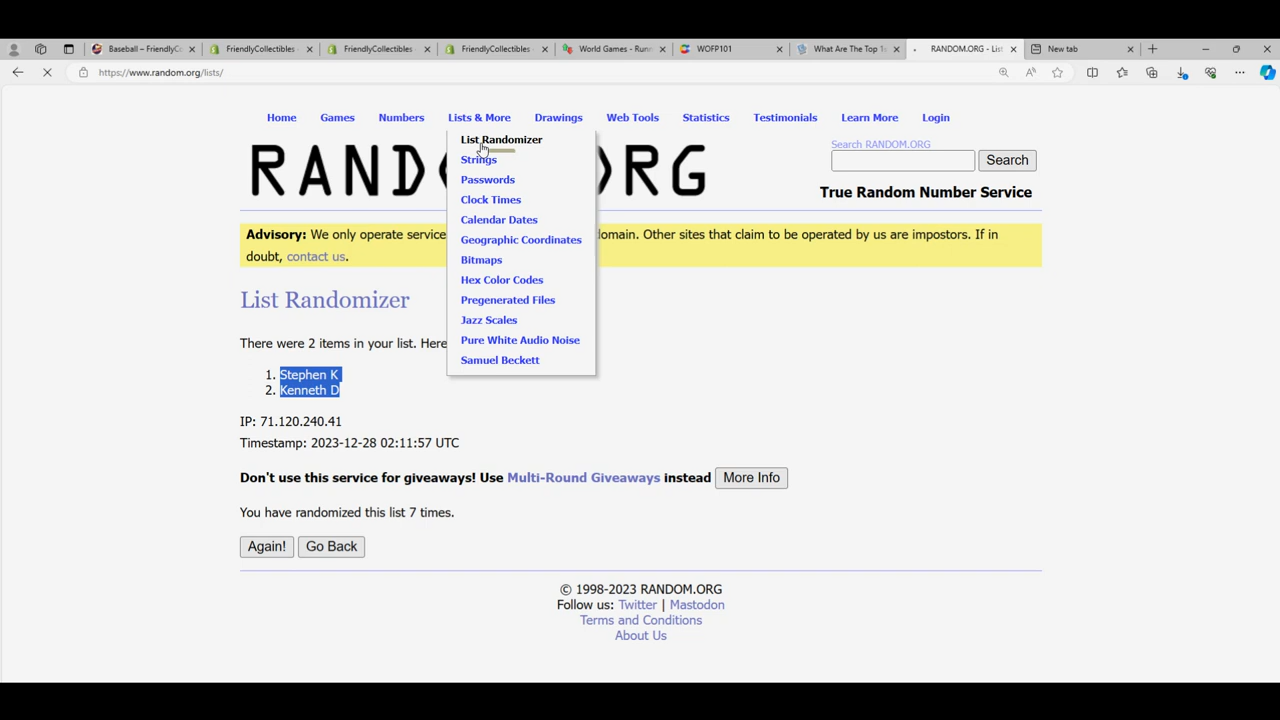 Baseball – FriendlyCo
FriendlyCollectibles
FriendlyCollectibles
FriendlyCollectibles
World Games - Runn
WOFP101
What Are The Top 1
RANDOM.ORG - List
New tab
https://www.random.org/lists/
Home Games Numbers Lists & More Drawings Web Tools Statistics Testimonials Learn More Login
List Randomizer
Strings
Passwords
Clock Times
Calendar Dates
Geographic Coordinates
Bitmaps
Hex Color Codes
Pregenerated Files
Jazz Scales
Pure White Audio Noise
Samuel Beckett
RAND ORG
Search RANDOM.ORG
Search
True Random Number Service
Advisory: We only operate service omain. Other sites that claim to be operated by us are impostors. If in
doubt, contact us.
List Randomizer
There were 2 items in your list. Here
1. Stephen K
2. Kenneth D
IP: 71.120.240.41
Timestamp: 2023-12-28 02:11:57 UTC
Don't use this service for giveaways! Use Multi-Round Giveaways instead More Info
You have randomized this list 7 times.
Again! Go Back
© 1998-2023 RANDOM.ORG
Follow us: Twitter | Mastodon
Terms and Conditions
About Us